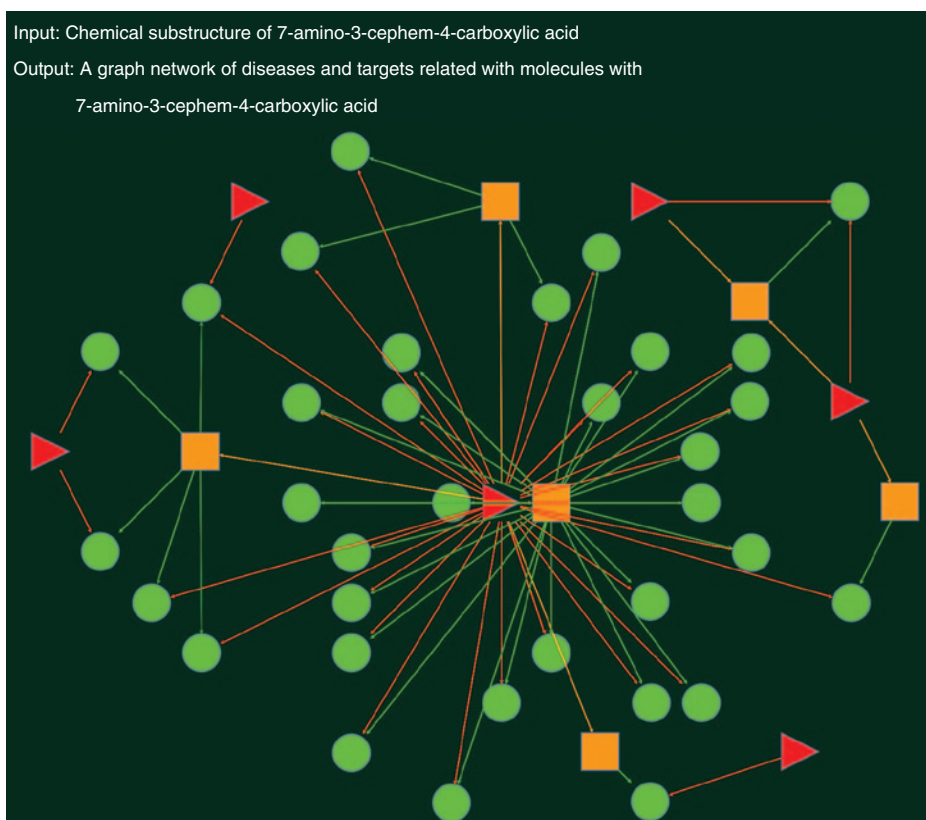 Input: Chemical substructure of 7-amino-3-cephem-4-carboxylic acid
Output: A graph network of diseases and targets related with molecules with
7-amino-3-cephem-4-carboxylic acid